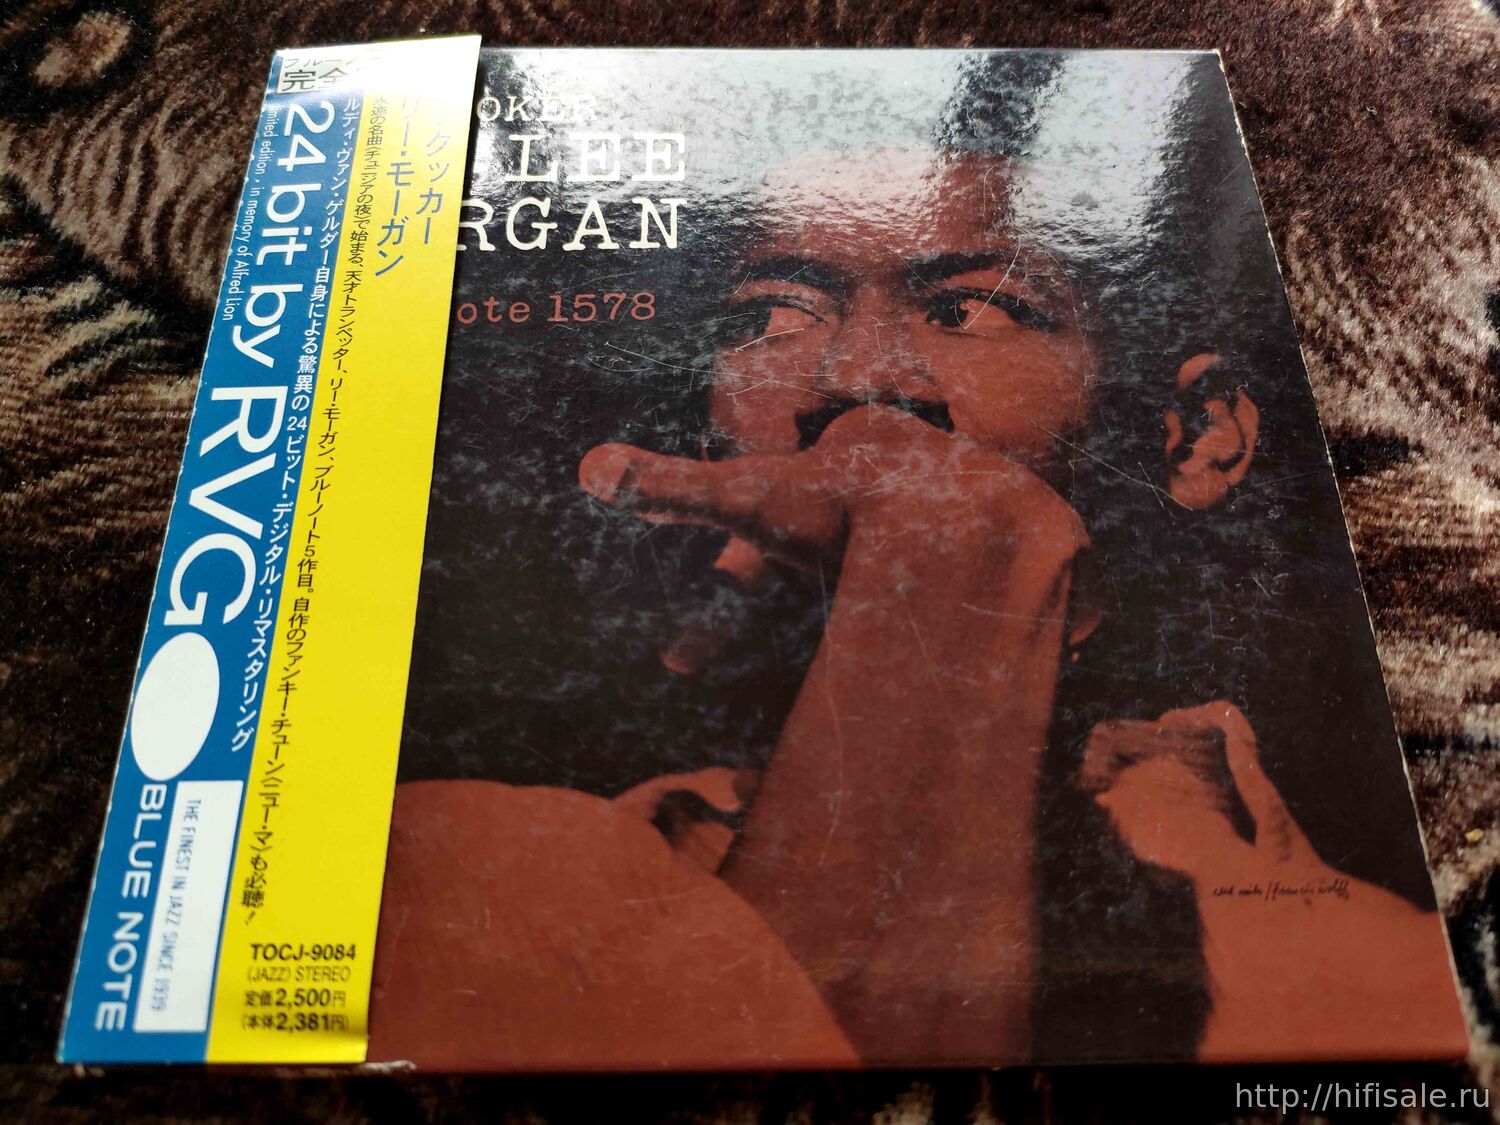 完全
24 bit by RVG
limited edition - in memory of Alfred Lion
ルディ・ヴァン・ゲルダー自身による驚異の24ビット・デジタル・リマスタリング
BLUE NOTE
THE FINEST IN JAZZ SINCE 1939
クッカー
リー・モーガン
永遠の名曲〈チュニジアの夜〉で始まる、天才トランペッター、リー・モーガン、ブルーノート5作目。自作のファンキー・チューン〈ニュー・マ〉も必聴!
TOCJ-9084
(JAZZ) STEREO
定価2,500円
(本体2,381円)
OKER
LEE
RGAN
ote 1578
reid miles / francis wolff
http://hifisale.ru